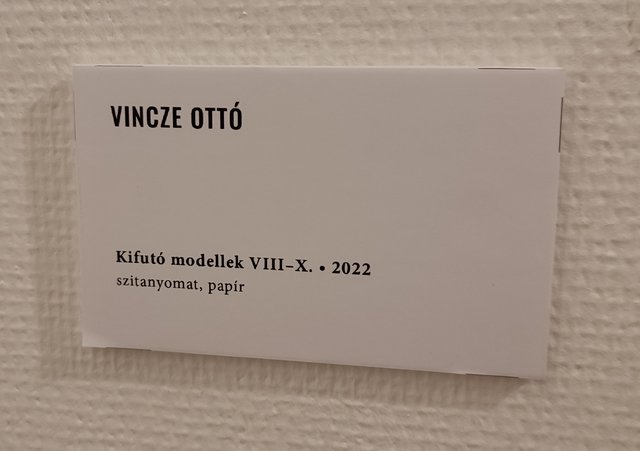 VINCZE OTTÓ
Kifutó modellek VIII–X. • 2022
szitanyomat, papír